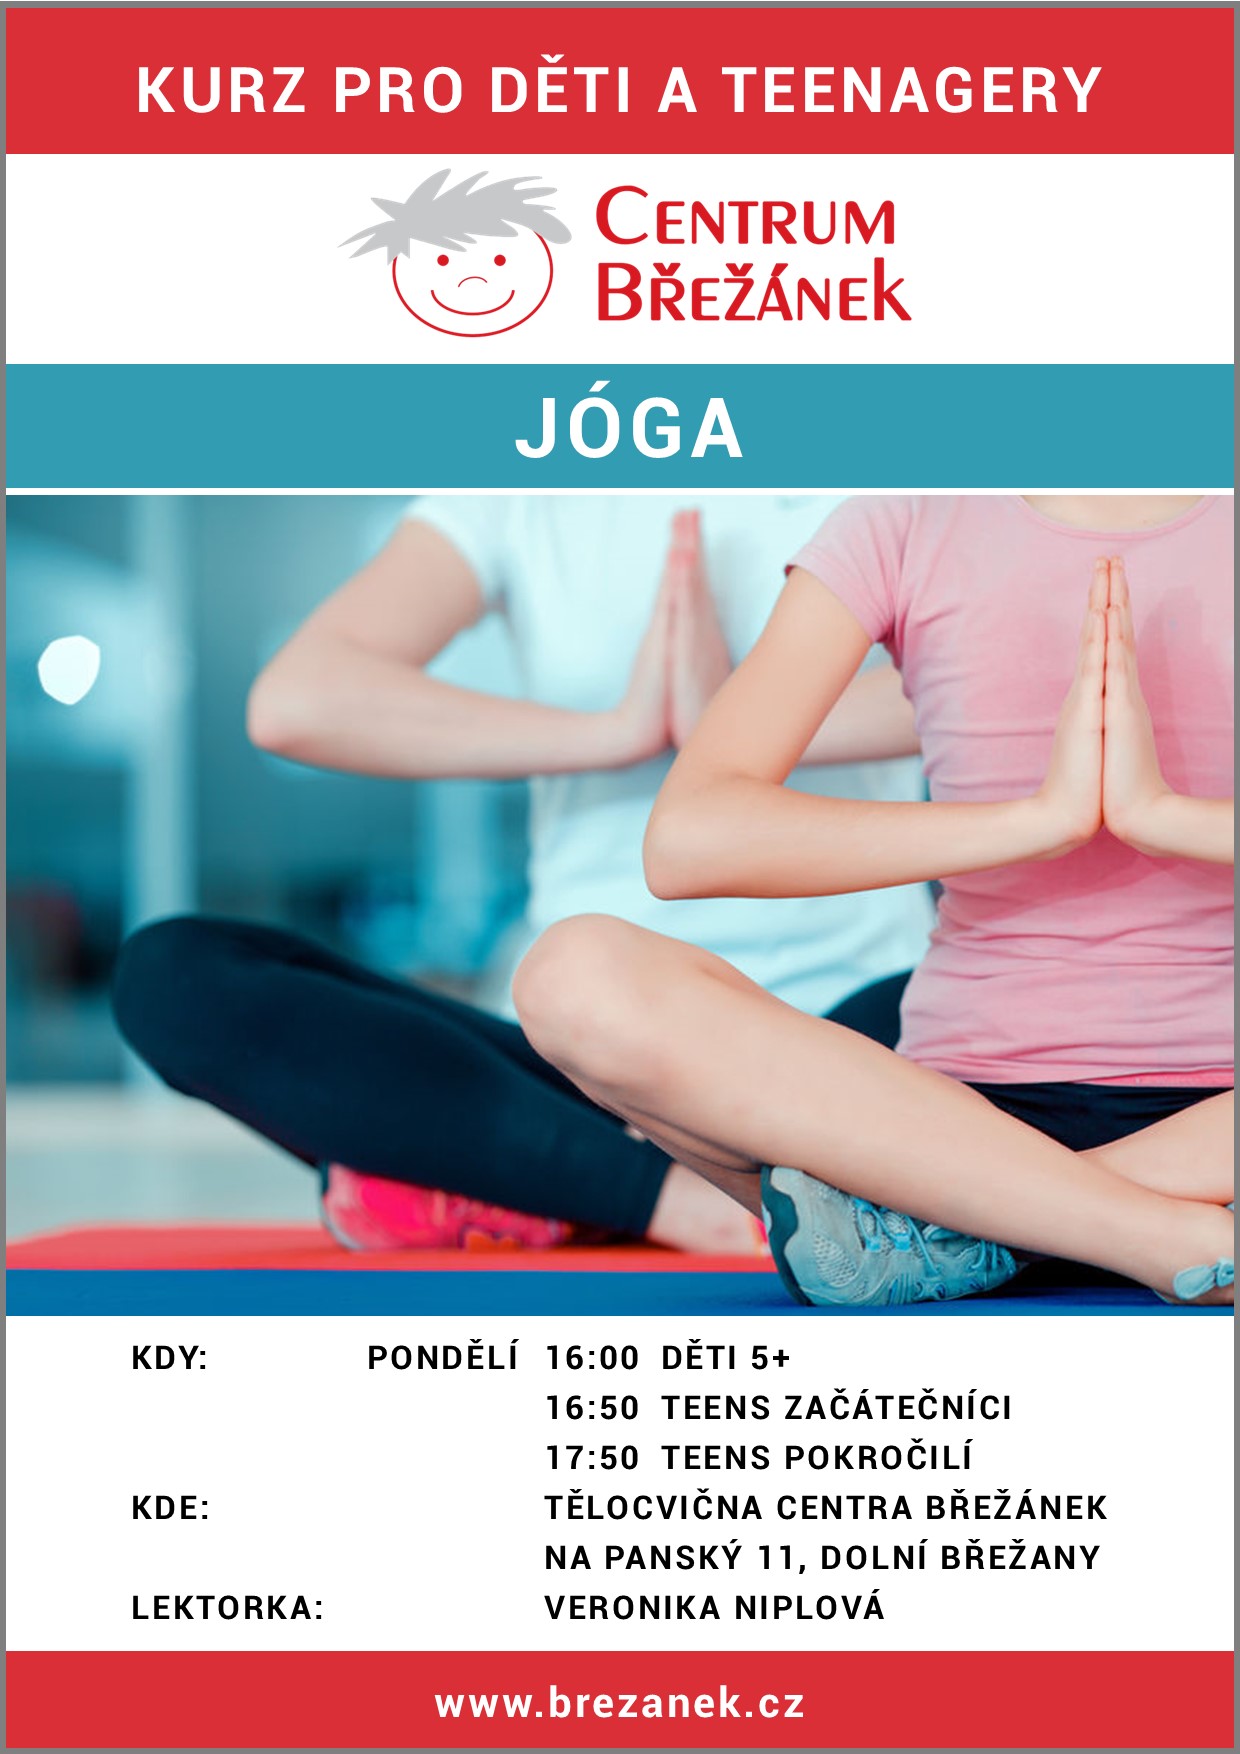 KURZ PRO DĚTI A TEENAGERY
CENTRUM
BŘEŽÁNEk
JÓGA
KDY: PONDĚLÍ 16:00 DĚTI 5+
16:50 TEENS ZAČÁTEČNÍCI
17:50 TEENS POKROČILÍ
KDE: TĚLOCVIČNA CENTRA BŘEŽÁNEK
NA PANSKÝ 11, DOLNÍ BŘEŽANY
LEKTORKA: VERONIKA NIPLOVÁ
www.brezanek.cz